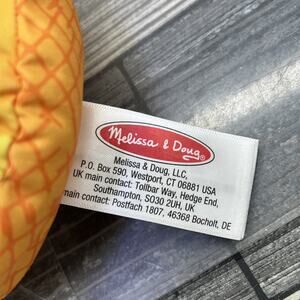 Melissa & Doug®
Melissa & Doug, LLC,
P.O. Box 590, Westport, CT 06881 USA
UK main contact: Tollbar Way, Hedge End,
Southampton, SO30 2UH, UK
main contact: Postfach 1807, 46368 Bocholt, DE